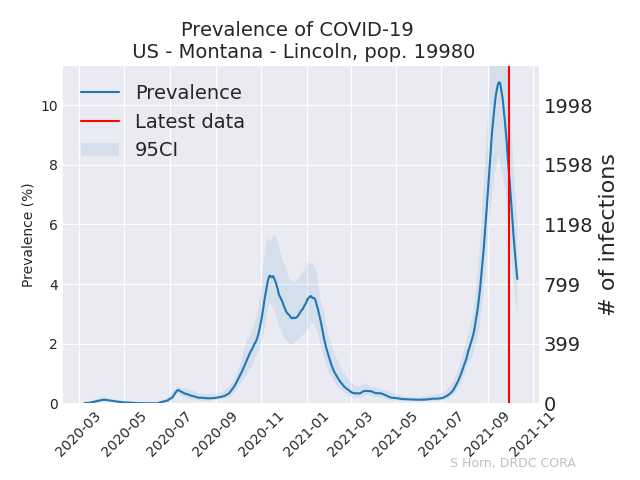 Prevalence of COVID-19
US - Montana - Lincoln, pop. 19980
Prevalence
Latest data
95CI
Prevalence (%)
10
8
6
4
2
0
1998
1598
1198
799
399
0
# of infections
2020-03
2020-05
2020-07
2020-09
2020-11
2021-01
2021-03
2021-05
2021-07
2021-09
2021-11
S Horn, DRDC CORA